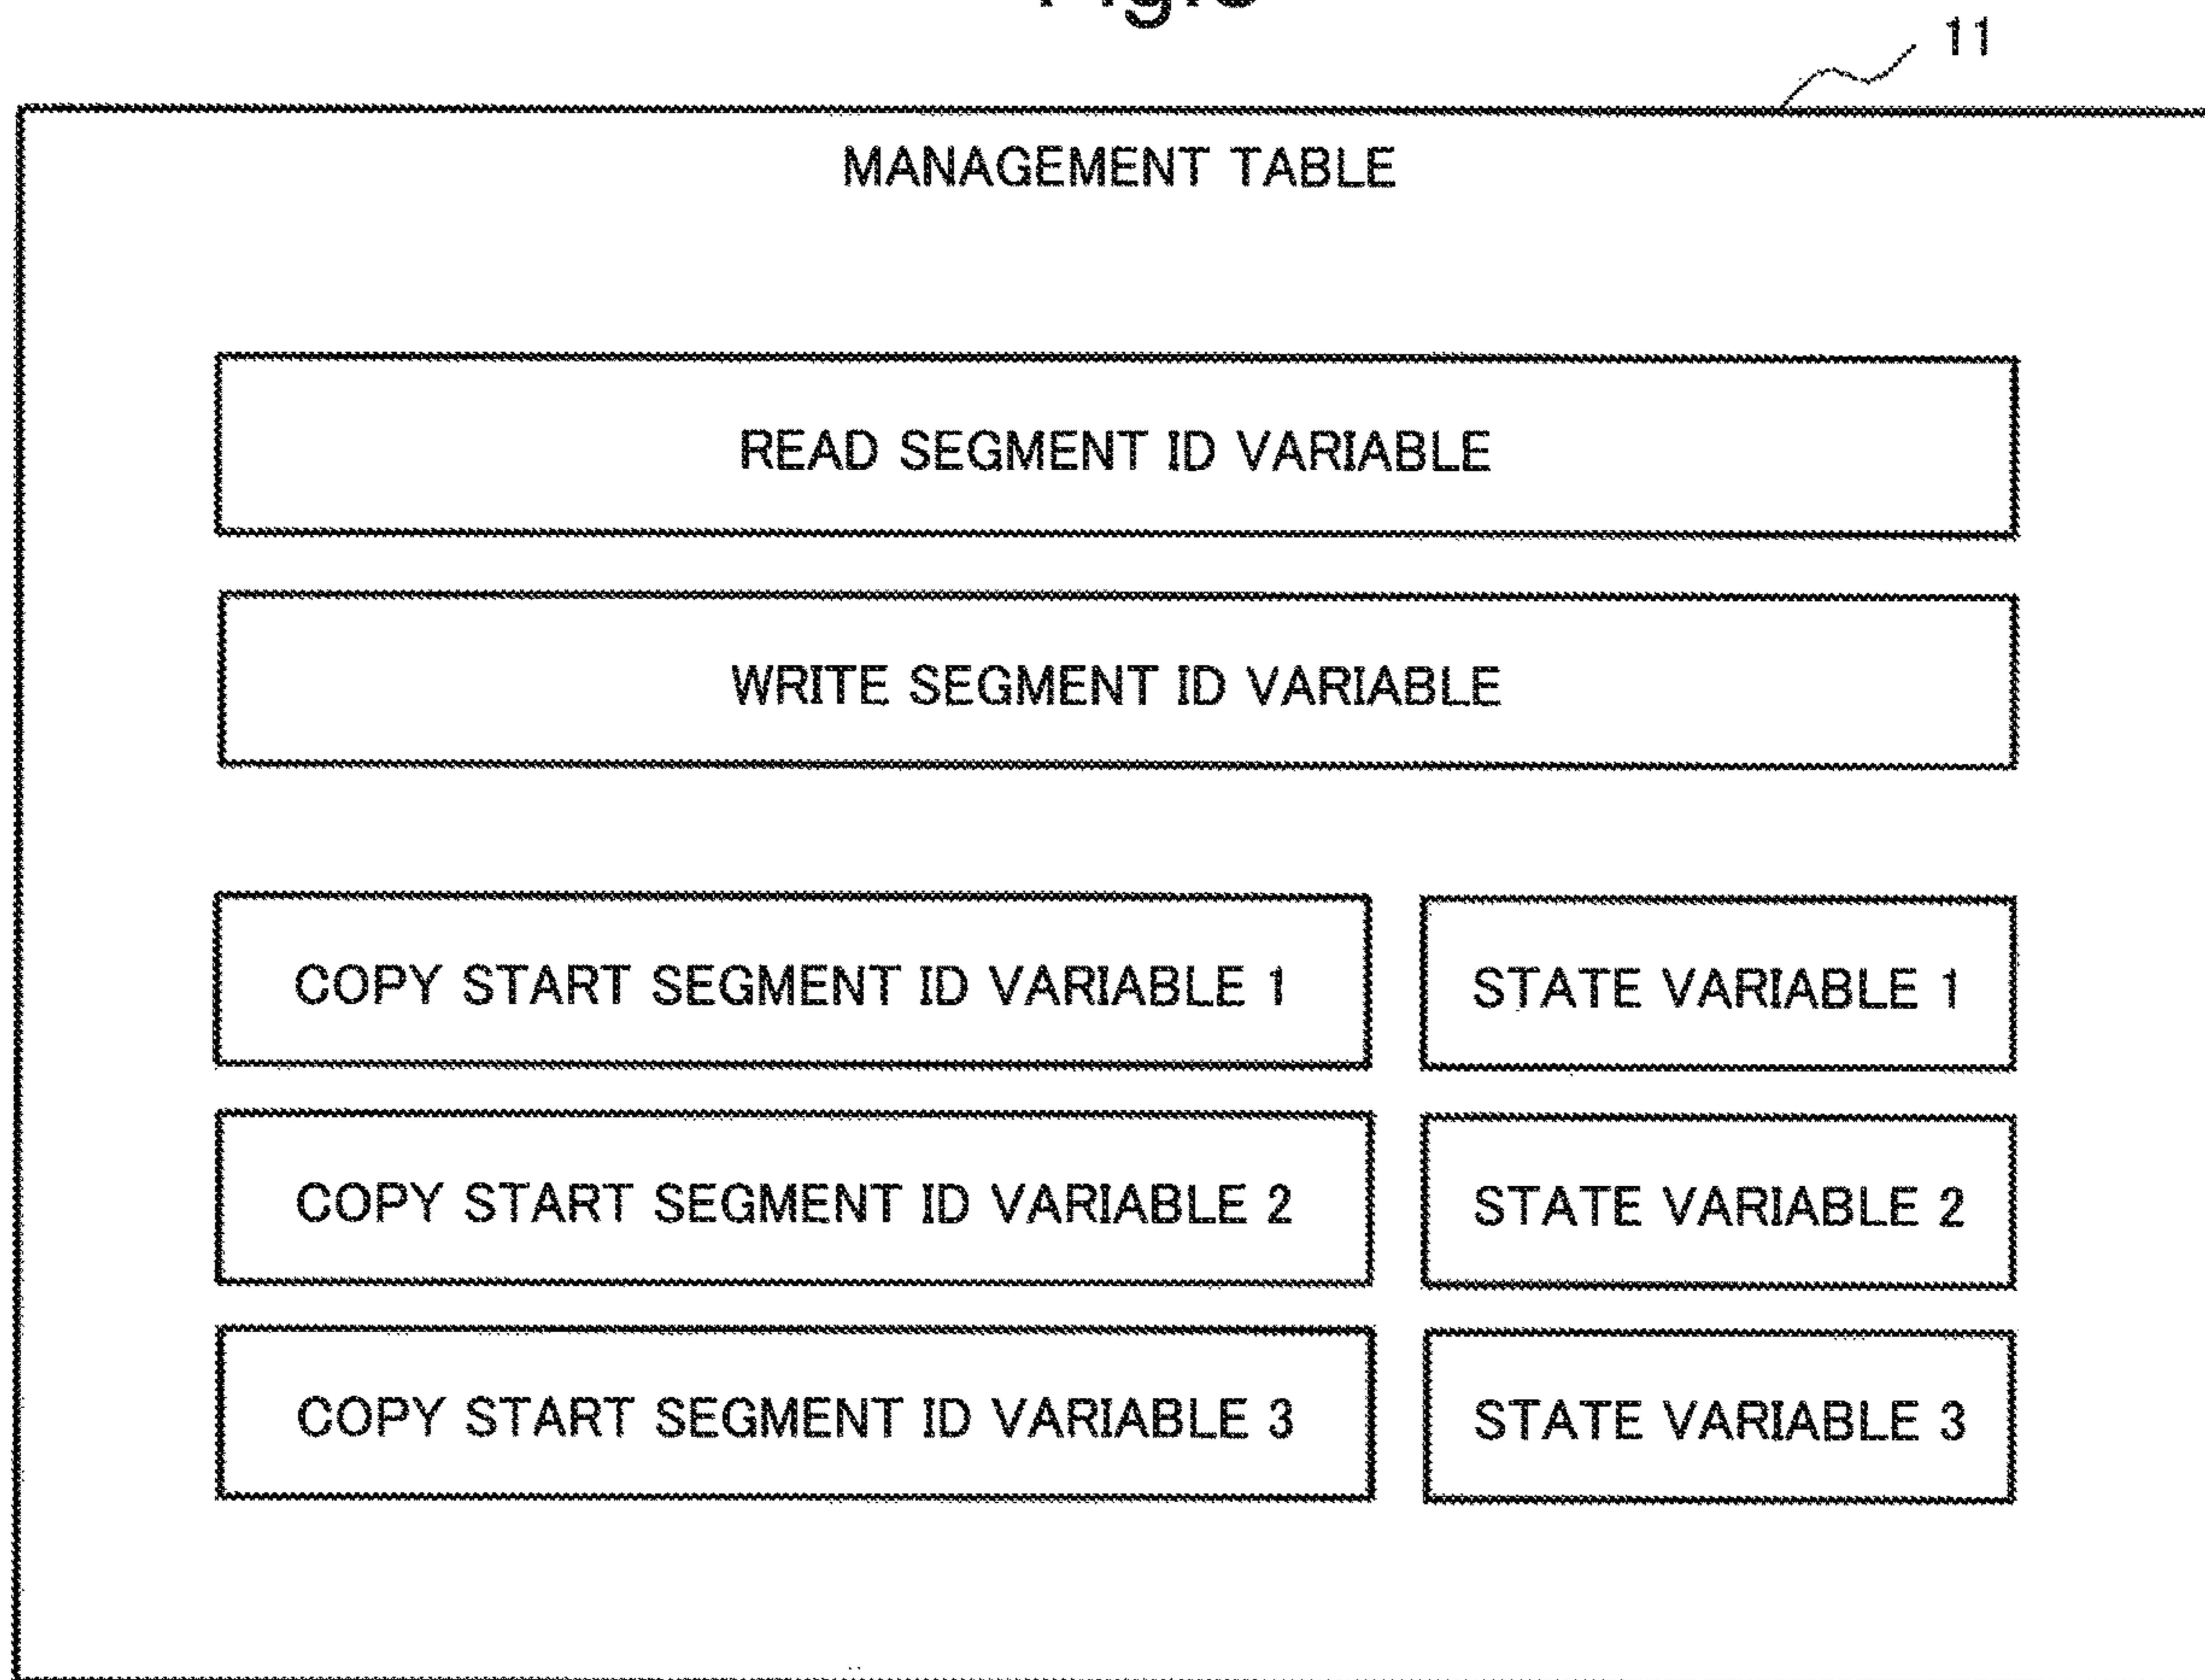 11
MANAGEMENT TABLE
READ SEGMENT ID VARIABLE
WRITE SEGMENT ID VARIABLE
COPY START SEGMENT ID VARIABLE 1 STATE VARIABLE 1
COPY START SEGMENT ID VARIABLE 2 STATE VARIABLE 2
COPY START SEGMENT ID VARIABLE 3 STATE VARIABLE 3